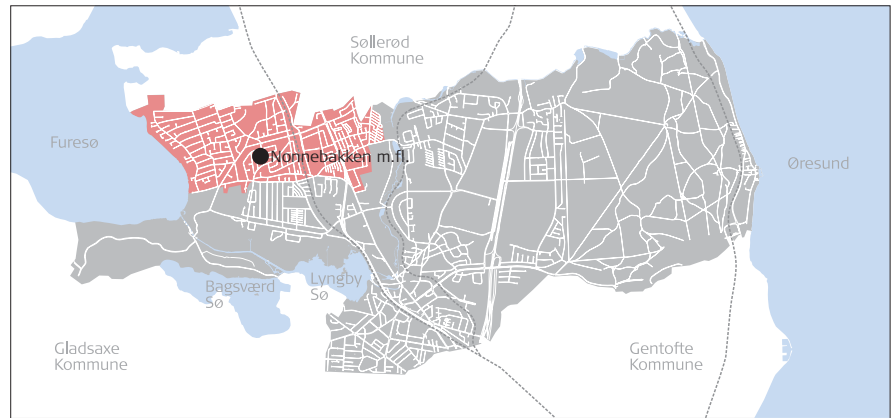 Søllerød
Kommune
Furesø
Nonnebakken m.fl.
Øresund
Bagsværd
Sø
Lyngby
Sø
Gladsaxe
Kommune
Gentofte
Kommune